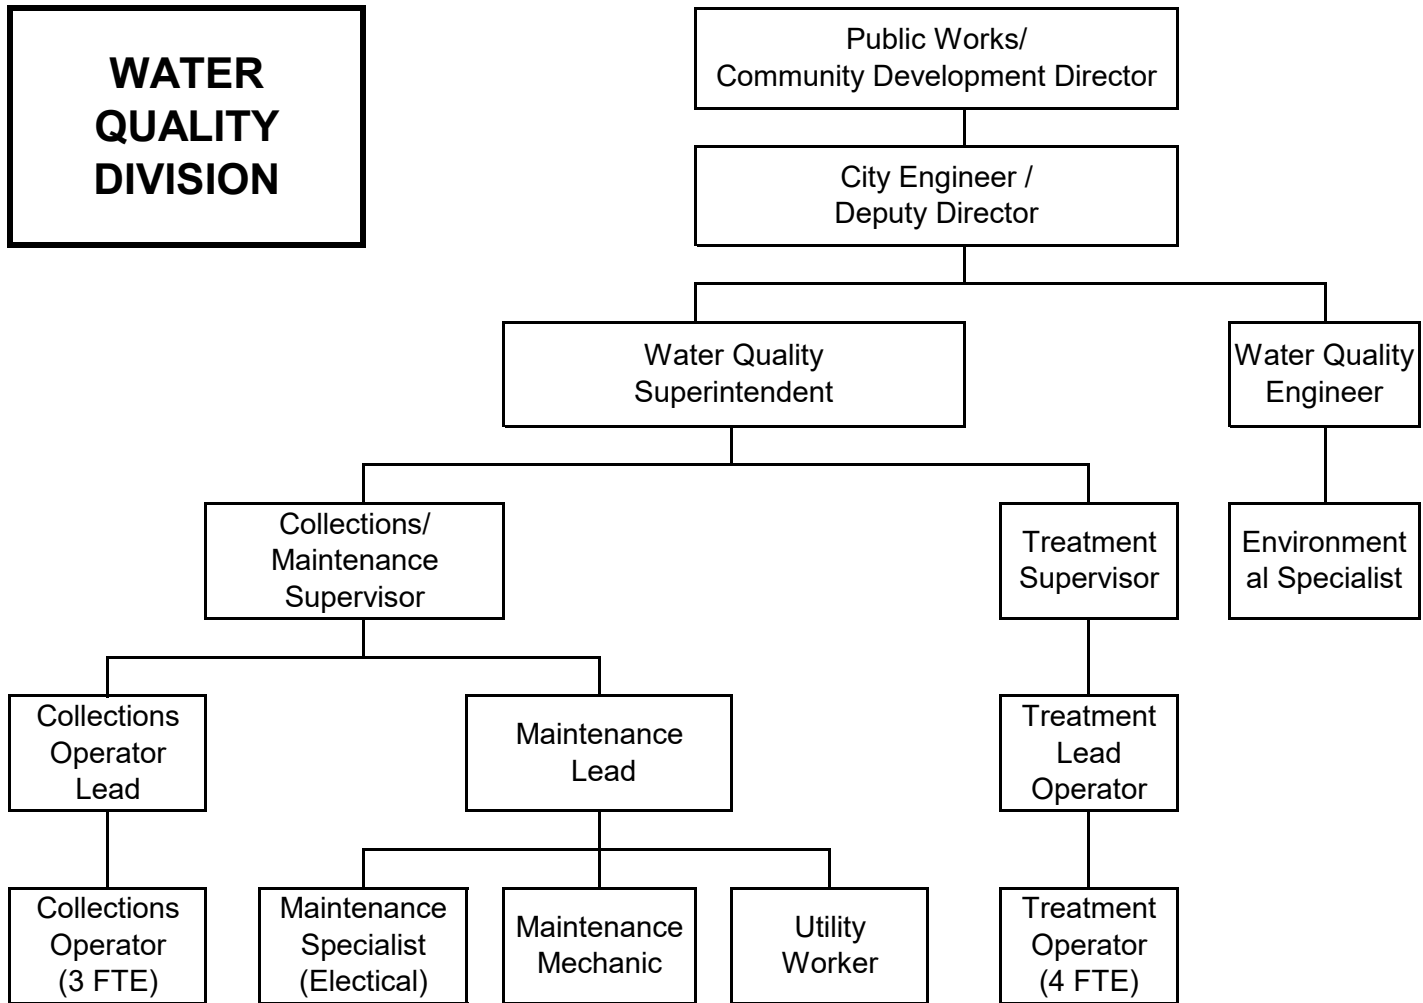 WATER
QUALITY
DIVISION
Public Works/
Community Development Director
City Engineer /
Deputy Director
Water Quality
Superintendent
Water Quality
Engineer
Collections/
Maintenance
Supervisor
Treatment
Supervisor
Environment
al Specialist
Collections
Operator
Lead
Maintenance
Lead
Treatment
Lead
Operator
Collections
Operator
(3 FTE)
Maintenance
Specialist
(Electical)
Maintenance
Mechanic
Utility
Worker
Treatment
Operator
(4 FTE)